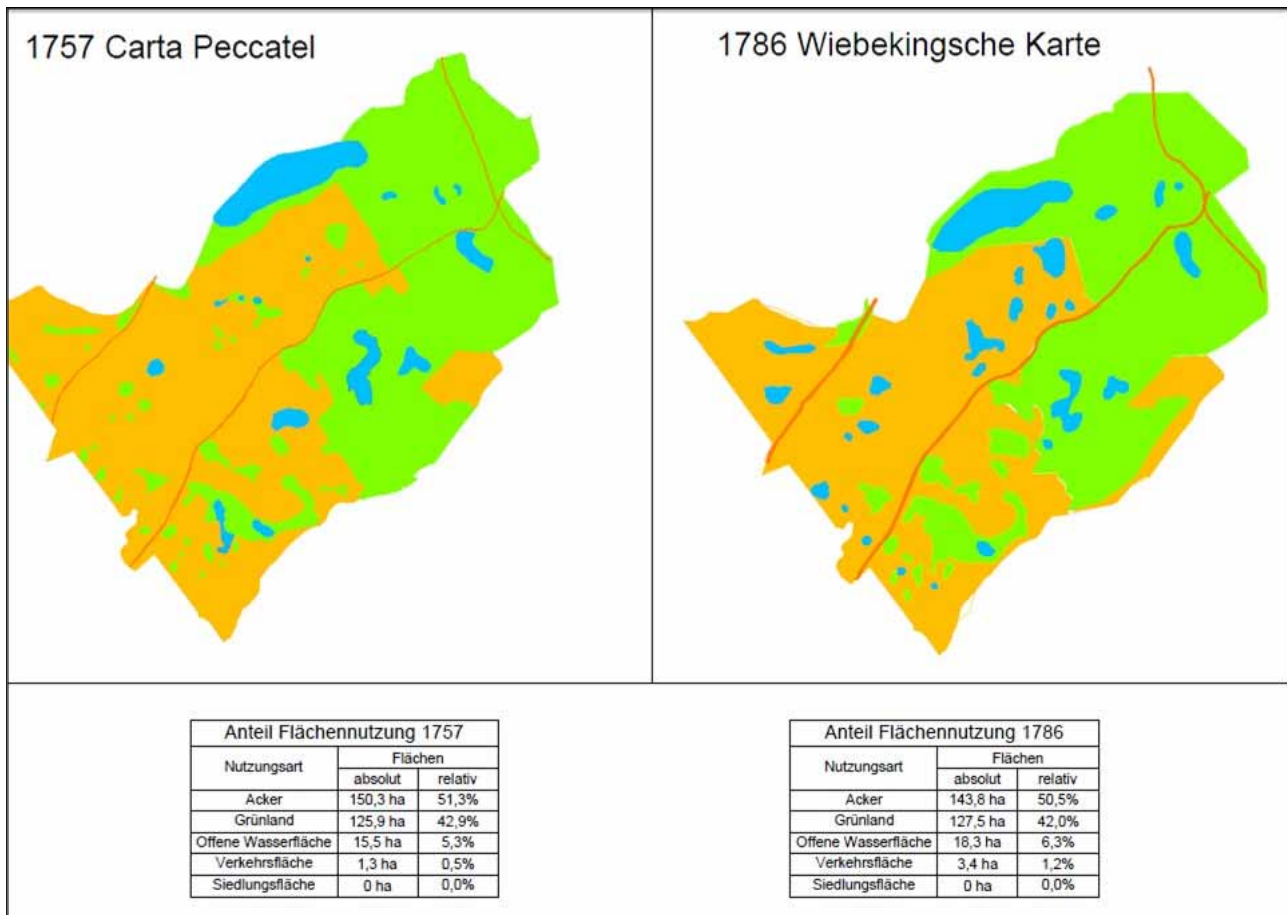 1757 Carta Peccatel
1786 Wiebekingsche Karte
Anteil Flächennutzung 1757
Nutzungsart Flächen
absolut relativ
Acker 150,3 ha 51,3%
Grünland 125,9 ha 42,9%
Offene Wasserfläche 15,5 ha 5,3%
Verkehrsfläche 1,3 ha 0,5%
Siedlungsfläche 0 ha 0,0%
Anteil Flächennutzung 1786
Nutzungsart Flächen
absolut relativ
Acker 143,8 ha 50,5%
Grünland 127,5 ha 42,0%
Offene Wasserfläche 18,3 ha 6,3%
Verkehrsfläche 3,4 ha 1,2%
Siedlungsfläche 0 ha 0,0%